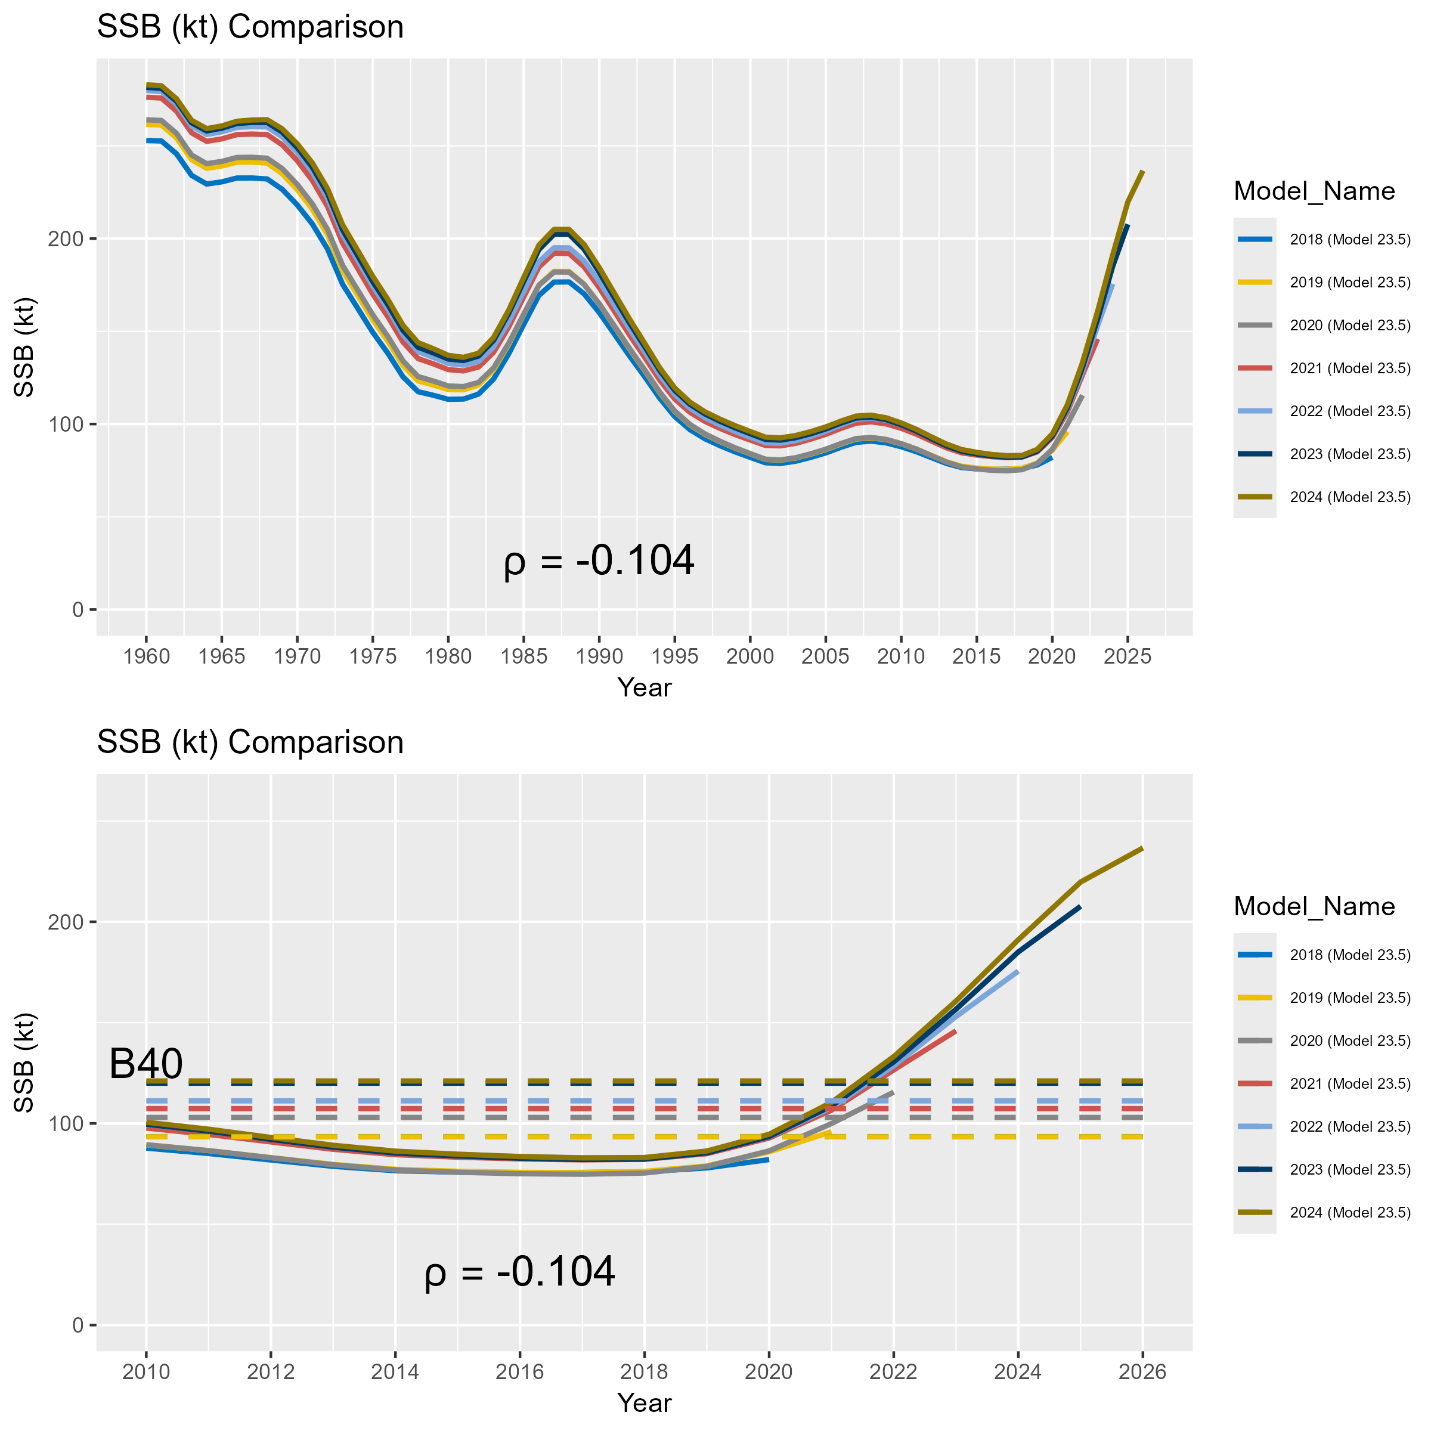 SSB (kt) Comparison
SSB (kt)
200
100
0
ρ = -0.104
1960 1965 1970 1975 1980 1985 1990 1995 2000 2005 2010 2015 2020 2025
Year
Model_Name
2018 (Model 23.5)
2019 (Model 23.5)
2020 (Model 23.5)
2021 (Model 23.5)
2022 (Model 23.5)
2023 (Model 23.5)
2024 (Model 23.5)
SSB (kt) Comparison
SSB (kt)
200
100
0
B40
ρ = -0.104
2010 2012 2014 2016 2018 2020 2022 2024 2026
Year
Model_Name
2018 (Model 23.5)
2019 (Model 23.5)
2020 (Model 23.5)
2021 (Model 23.5)
2022 (Model 23.5)
2023 (Model 23.5)
2024 (Model 23.5)